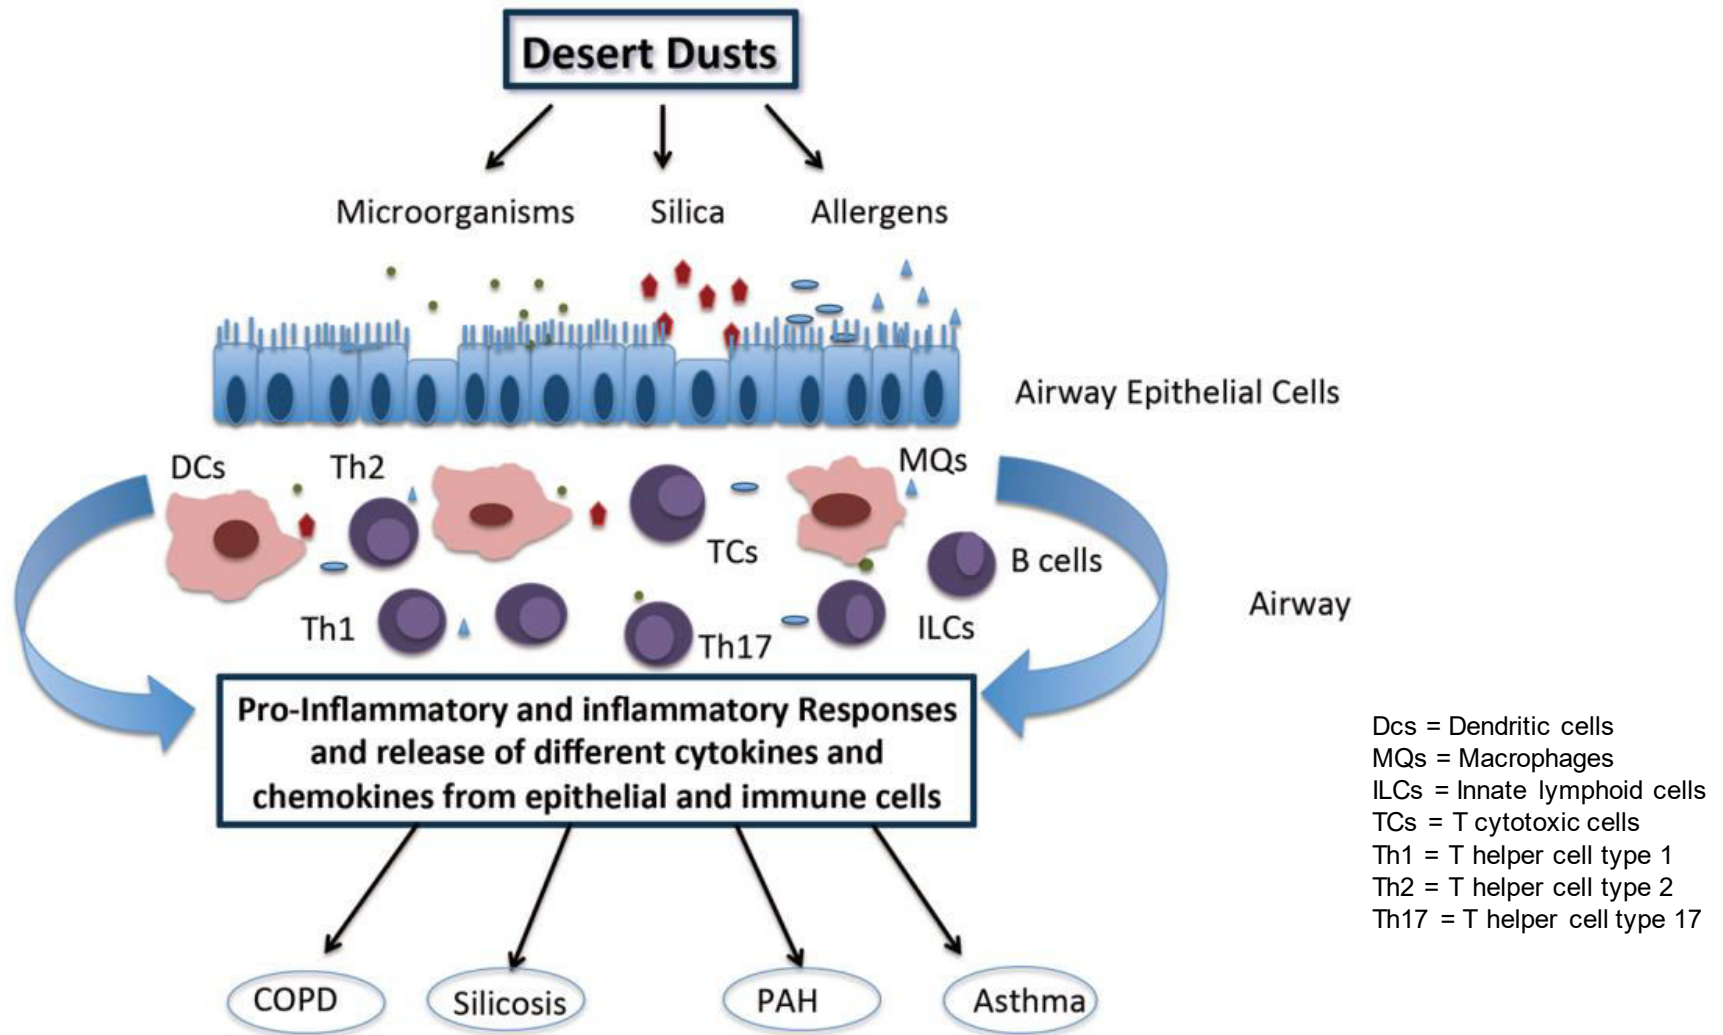 Desert Dusts
Microorganisms
Silica
Allergens
Airway Epithelial Cells
DCs
Th2
MQs
TCs
B cells
Th1
Th17
ILCs
Airway
Pro-Inflammatory and inflammatory Responses
and release of different cytokines and
chemokines from epithelial and immune cells
Dcs = Dendritic cells
MQs = Macrophages
ILCs = Innate lymphoid cells
TCs = T cytotoxic cells
Th1 = T helper cell type 1
Th2 = T helper cell type 2
Th17 = T helper cell type 17
COPD
Silicosis
PAH
Asthma